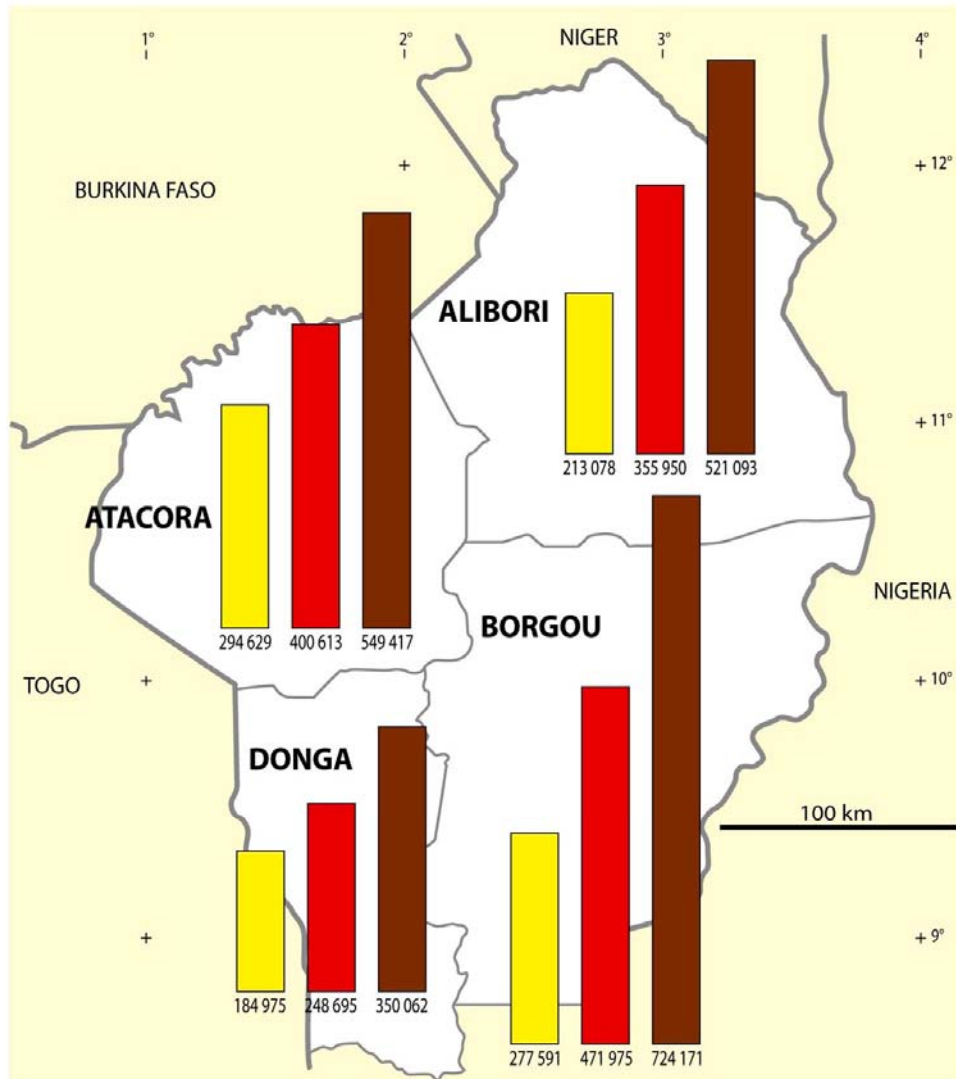 1° 2° NIGER 3° 4°
12°
BURKINA FASO
ALIBORI
11°
213 078 355 950 521 093
ATACORA
NIGERIA
BORGOU
294 629 400 613 549 417
TOGO
10°
DONGA
100 km
9°
184 975 248 695 350 062
277 591 471 975 724 171